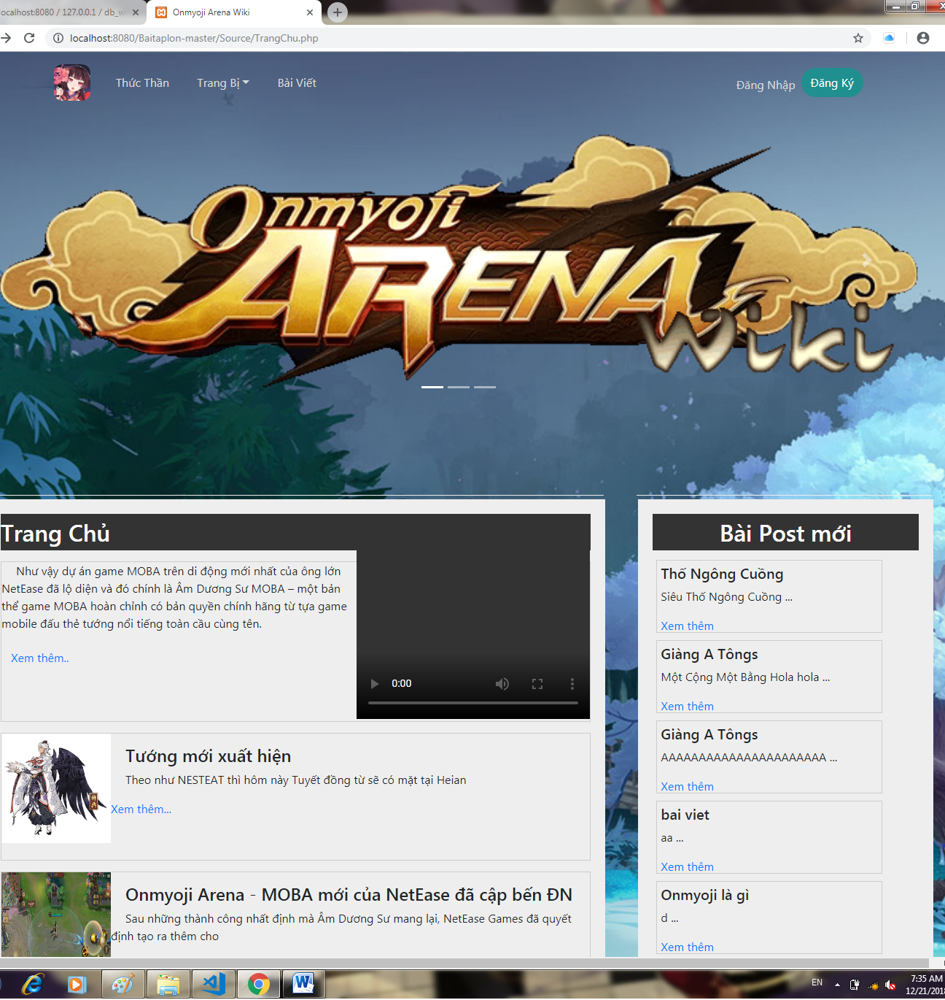 ocalhost:8080 / 127.0.0.1 / db_w
Onmyoji Arena Wiki
localhost:8080/Baitaplon-master/Source/TrangChu.php
Thức Thần
Trang Bị
Bài Viết
Đăng Nhập
Đăng Ký
Onmyoji
ARENA
Wiki
Trang Chủ
Như vậy dự án game MOBA trên di động mới nhất của ông lớn
NetEase đã lộ diện và đó chính là Âm Dương Sư MOBA – một bản
thể game MOBA hoàn chỉnh có bản quyền chính hãng từ tựa game
mobile đấu thẻ tướng nổi tiếng toàn cầu cùng tên.
Xem thêm..
0:00
Tướng mới xuất hiện
Theo như NESTEAT thì hôm này Tuyết đồng tử sẽ có mặt tại Heian
Xem thêm...
Onmyoji Arena - MOBA mới của NetEase đã cập bến ĐN
Sau những thành công nhất định mà Âm Dương Sư mang lại, NetEase Games đã quyết
định tạo ra thêm cho
Bài Post mới
Thố Ngông Cuồng
Siêu Thố Ngông Cuồng ...
Xem thêm
Giàng A Tôngs
Một Cộng Một Bằng Hola hola ...
Xem thêm
Giàng A Tôngs
AAAAAAAAAAAAAAAAAAAAAA ...
Xem thêm
bai viet
aa ...
Xem thêm
Onmyoji là gì
d ...
Xem thêm
EN
7:35 AM
12/21/201